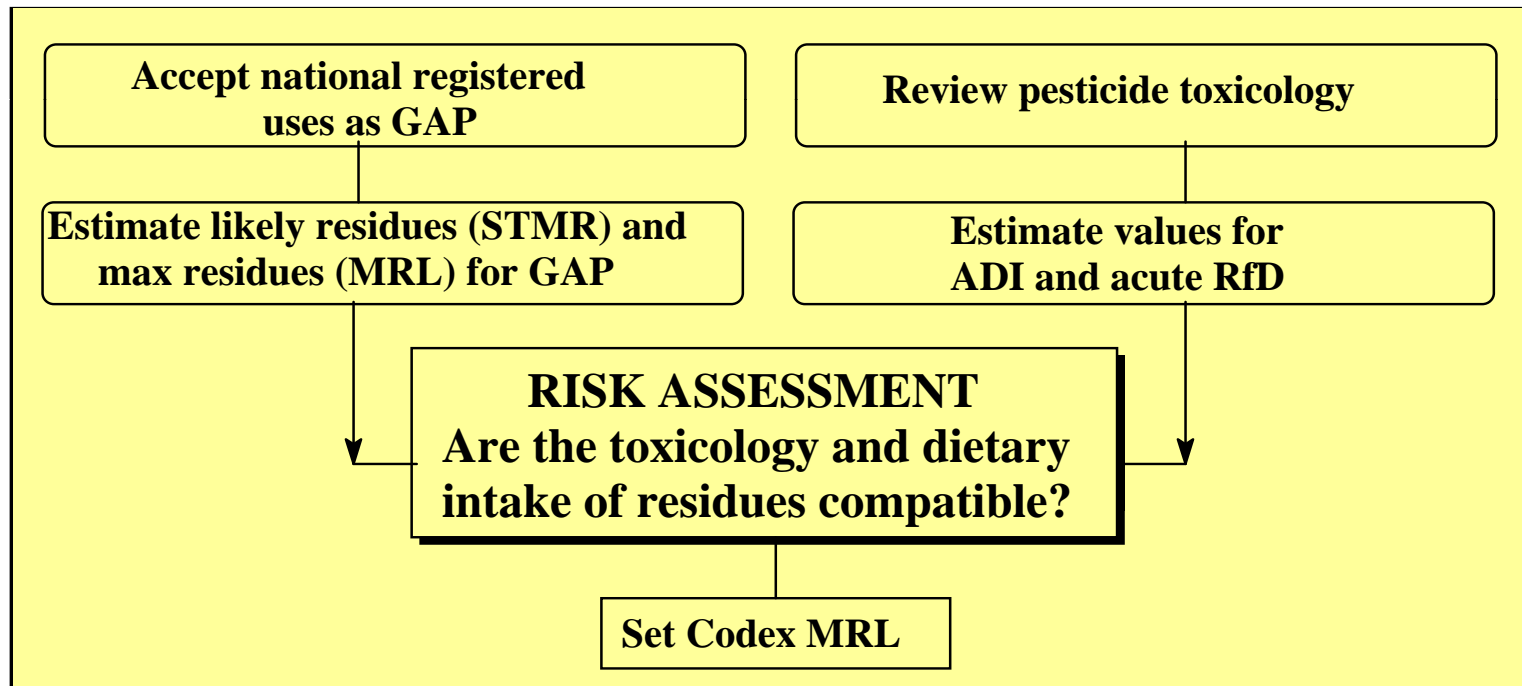 Accept national registered
uses as GAP
Review pesticide toxicology
Estimate likely residues (STMR) and
max residues (MRL) for GAP
Estimate values for
ADI and acute RfD
RISK ASSESSMENT
Are the toxicology and dietary
intake of residues compatible?
Set Codex MRL